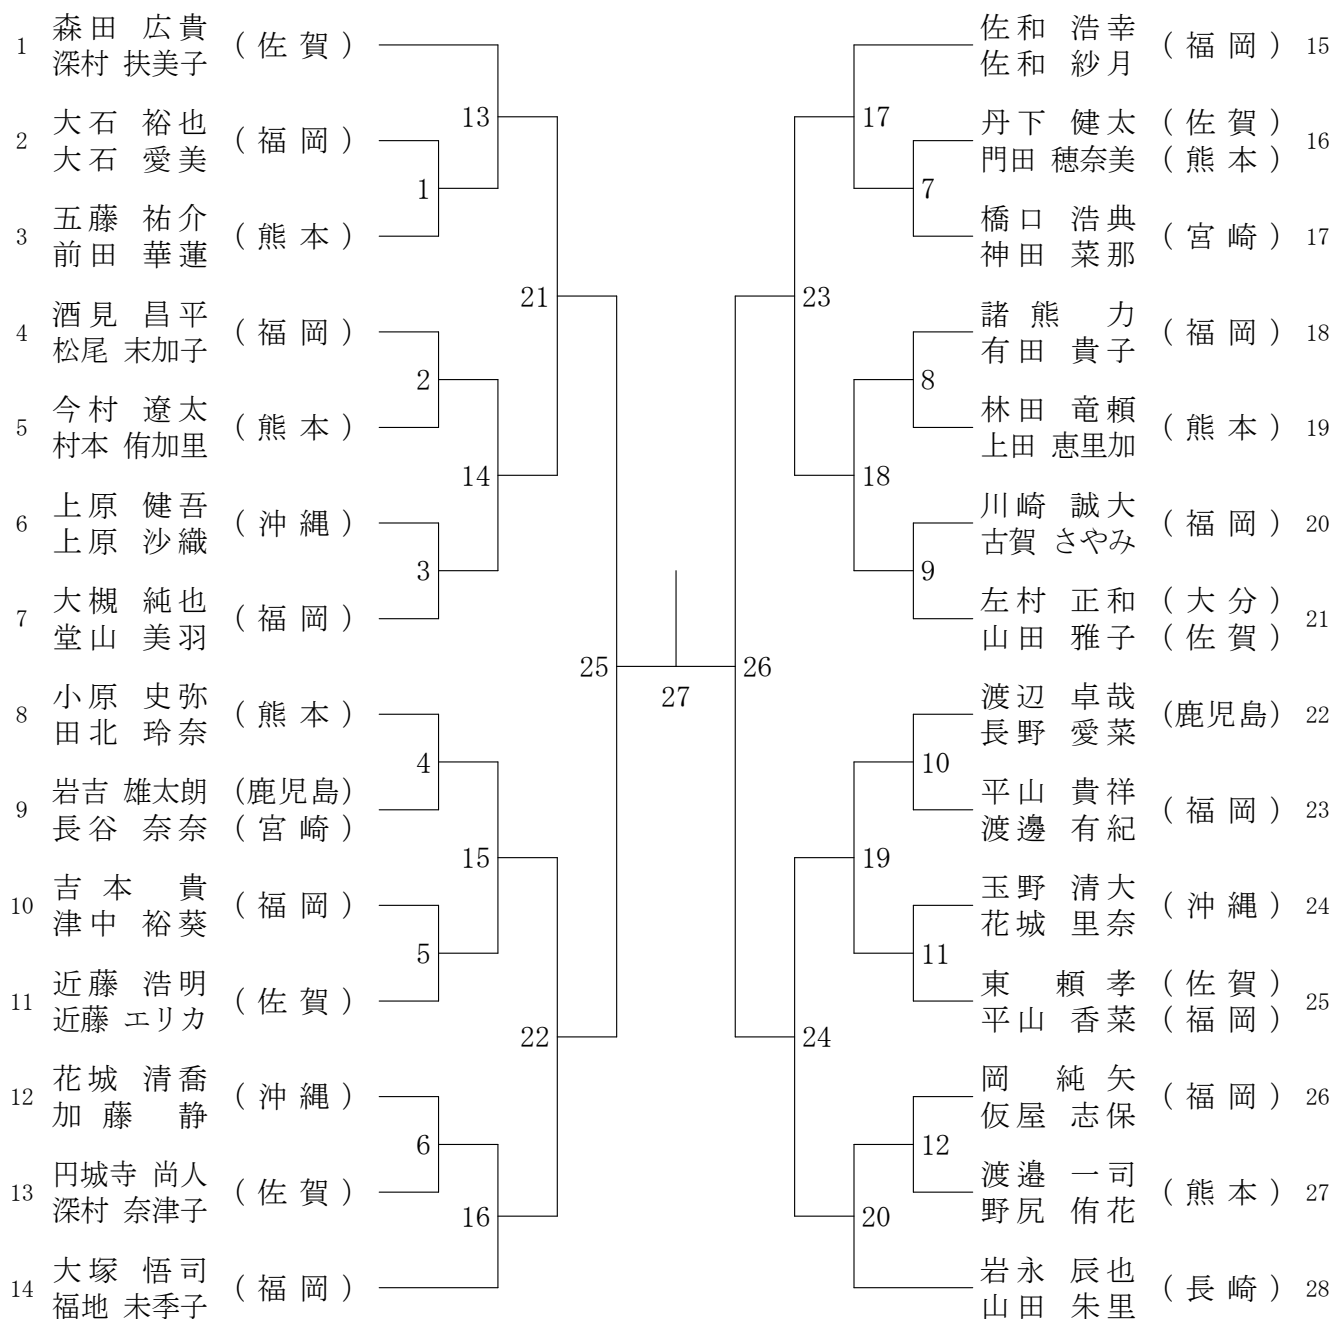 1 森田 広貴 (佐賀)
深村 扶美子
2 大石 裕也 (福岡)
大石 愛美
3 五藤 祐介 (熊本)
前田 華蓮
4 酒見 昌平 (福岡)
松尾 末加子
5 今村 遼太 (熊本)
村本 侑加里
6 上原 健吾 (沖縄)
上原 沙織
7 大槻 純也 (福岡)
堂山 美羽
8 小原 史弥 (熊本)
田北 玲奈
9 岩吉 雄太朗 (鹿児島)
長谷 奈奈 (宮崎)
10 吉本 貴 (福岡)
津中 裕葵
11 近藤 浩明 (佐賀)
近藤 エリカ
12 花城 清喬 (沖縄)
加藤 静
13 円城寺 尚人 (佐賀)
深村 奈津子
14 大塚 悟司 (福岡)
福地 未季子
1
2
3
4
5
6
13
14
15
16
21
22
25
27
26
23
24
17
18
19
20
7
8
9
10
11
12
佐和 浩幸 (福岡) 15
佐和 紗月
丹下 健太 (佐賀) 16
門田 穂奈美 (熊本)
橋口 浩典 (宮崎) 17
神田 菜那
諸熊 力 (福岡) 18
有田 貴子
林田 竜頼 (熊本) 19
上田 恵里加
川崎 誠大 (福岡) 20
古賀 さやみ
左村 正和 (大分) 21
山田 雅子 (佐賀)
渡辺 卓哉 (鹿児島) 22
長野 愛菜
平山 貴祥 (福岡) 23
渡邊 有紀
玉野 清大 (沖縄) 24
花城 里奈
東 頼孝 (佐賀) 25
平山 香菜 (福岡)
岡 純矢 (福岡) 26
仮屋 志保
渡邉 一司 (熊本) 27
野尻 侑花
岩永 辰也 (長崎) 28
山田 朱里